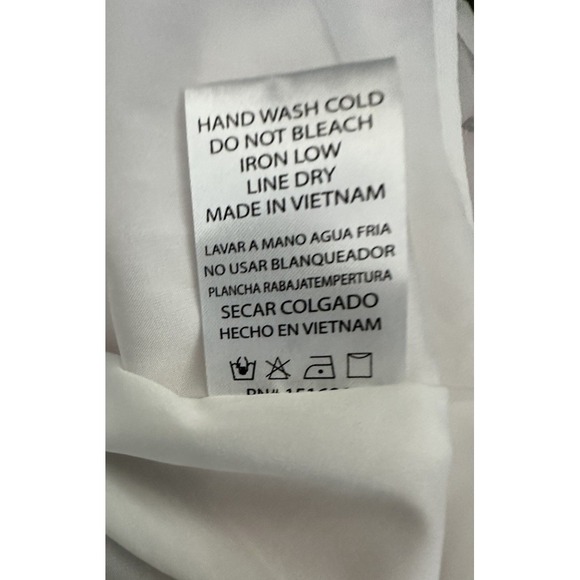 HAND WASH COLD
DO NOT BLEACH
IRON LOW
LINE DRY
MADE IN VIETNAM
LAVAR A MANO AGUA FRIA
NO USAR BLANQUEADOR
PLANCHA RABAJATEMPERTURA
SECAR COLGADO
HECHO EN VIETNAM